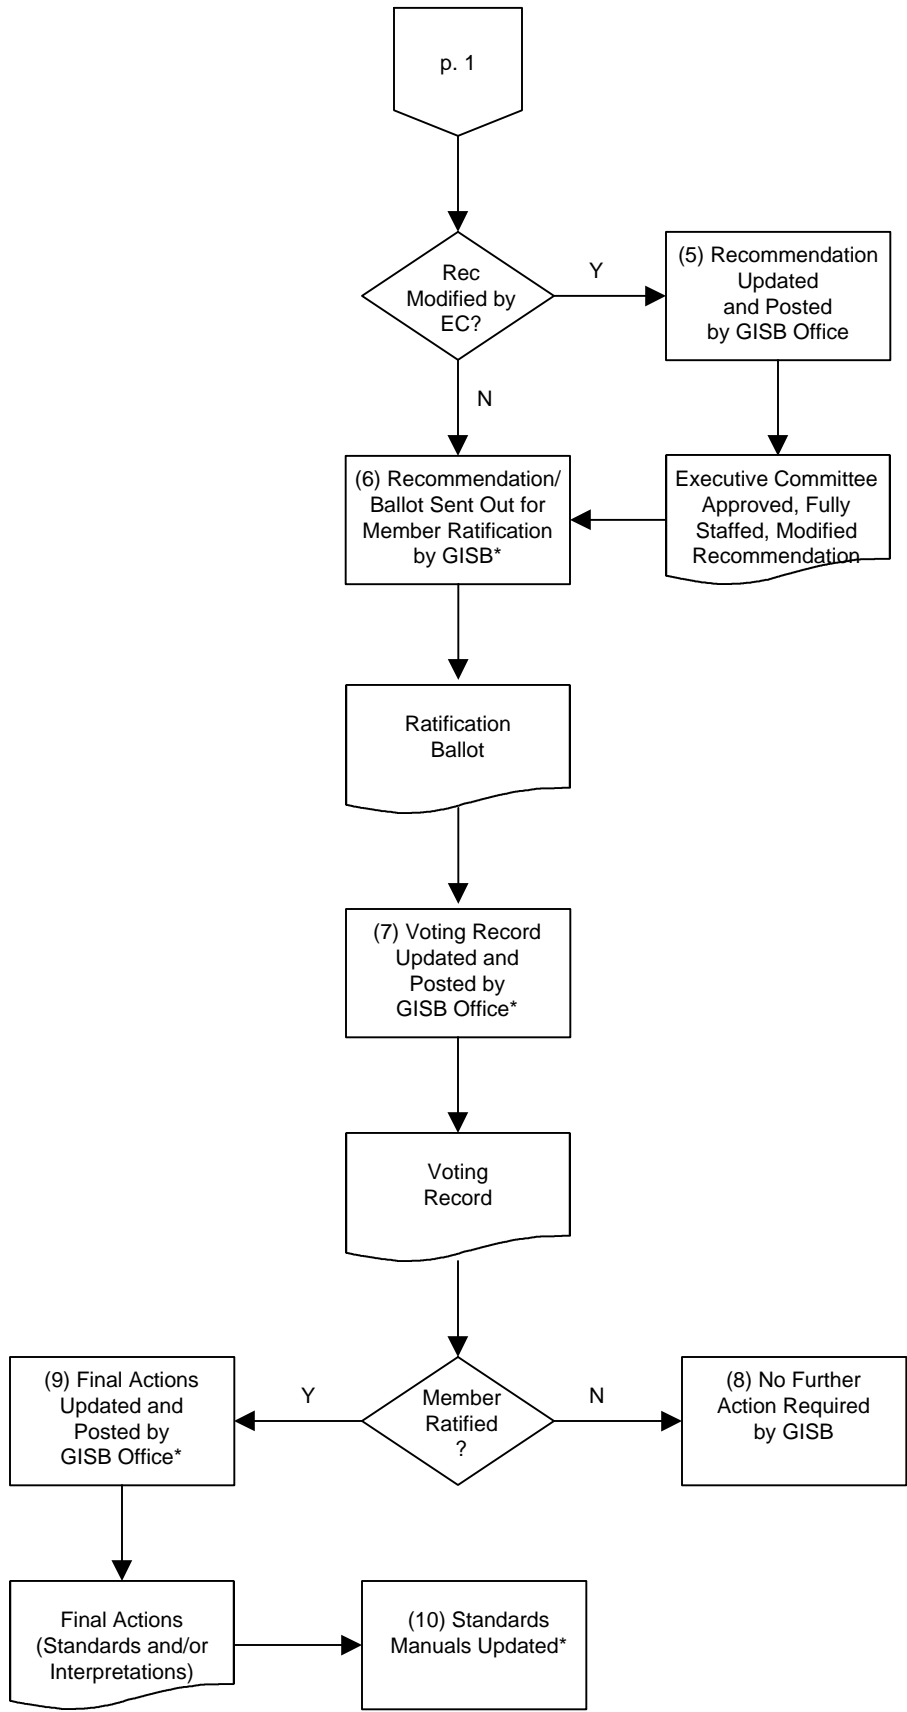 p. 1
Rec
Modified by
EC?
Y
(5) Recommendation
Updated
and Posted
by GISB Office
N
(6) Recommendation/
Ballot Sent Out for
Member Ratification
by GISB*
Executive Committee
Approved, Fully
Staffed, Modified
Recommendation
Ratification
Ballot
(7) Voting Record
Updated and
Posted by
GISB Office*
Voting
Record
(9) Final Actions
Updated and
Posted by
GISB Office*
Y
Member
Ratified
?
N
(8) No Further
Action Required
by GISB
Final Actions
(Standards and/or
Interpretations)
(10) Standards
Manuals Updated*